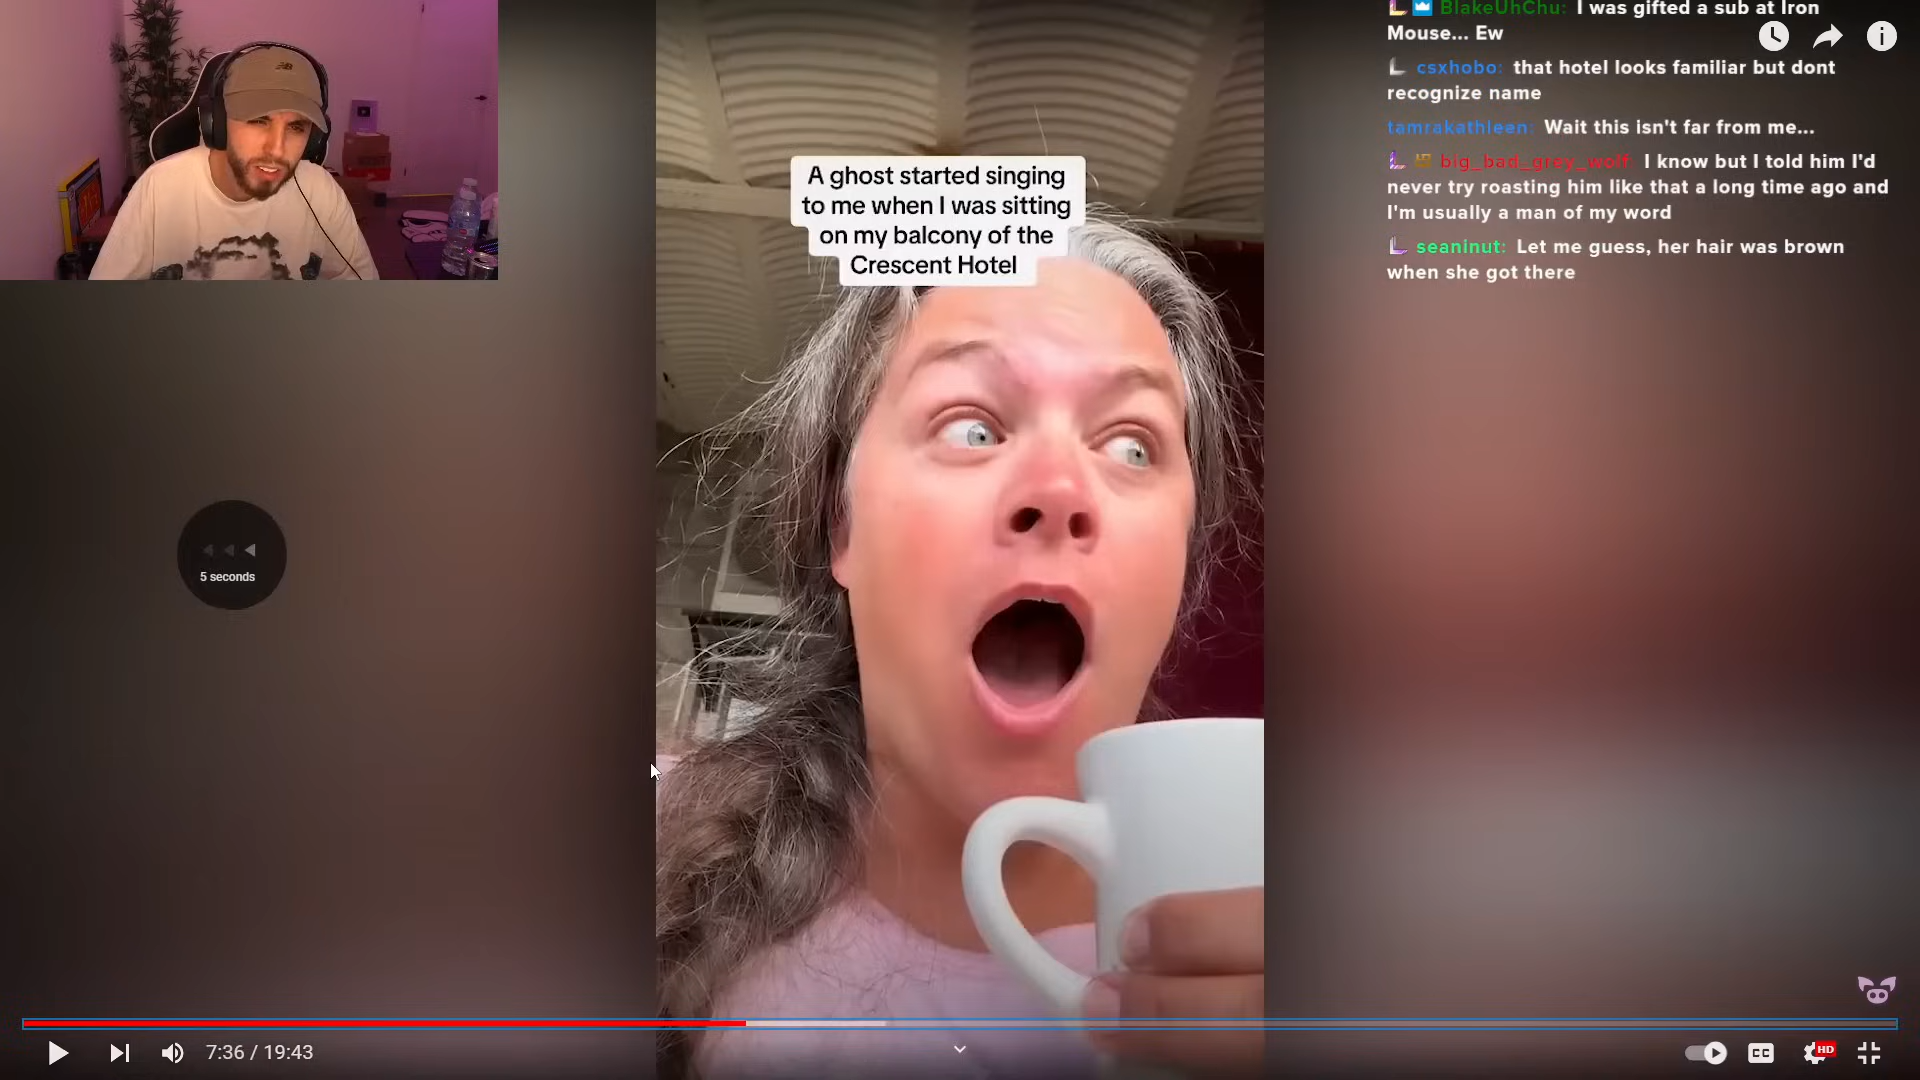 BlakeUhChu: I was gifted a sub at Iron
Mouse... Ew
csxhobo: that hotel looks familiar but dont
recognize name
tamrakathleen: Wait this isn't far from me...
big_bad_grey_wolf: I know but I told him I'd
never try roasting him like that a long time ago and
I'm usually a man of my word
seaninut: Let me guess, her hair was brown
when she got there
A ghost started singing
to me when I was sitting
on my balcony of the
Crescent Hotel
5 seconds
7:36 / 19:43
CC
HD